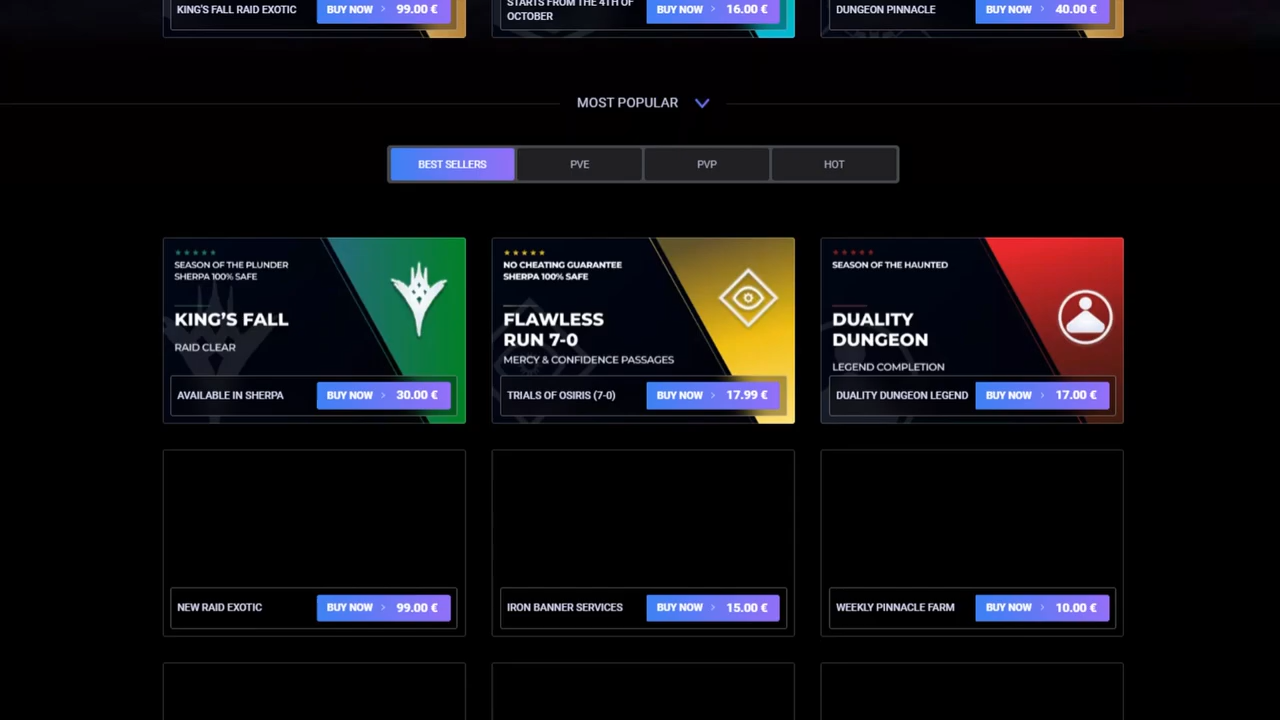 KING'S FALL RAID EXOTIC
BUY NOW 99.00 €
STARTS FROM THE 4TH OF
OCTOBER
BUY NOW 16.00 €
DUNGEON PINNACLE
BUY NOW 40.00 €
MOST POPULAR
BEST SELLERS
PVE
PVP
HOT
SEASON OF THE PLUNDER
SHERPA 100% SAFE
KING'S FALL
RAID CLEAR
AVAILABLE IN SHERPA
BUY NOW 30.00 €
NO CHEATING GUARANTEE
SHERPA 100% SAFE
FLAWLESS
RUN 7-0
MERCY & CONFIDENCE PASSAGES
TRIALS OF OSIRIS (7-0)
BUY NOW 17.99 €
SEASON OF THE HAUNTED
DUALITY
DUNGEON
LEGEND COMPLETION
DUALITY DUNGEON LEGEND
BUY NOW 17.00 €
NEW RAID EXOTIC
BUY NOW 99.00 €
IRON BANNER SERVICES
BUY NOW 15.00 €
WEEKLY PINNACLE FARM
BUY NOW 10.00 €